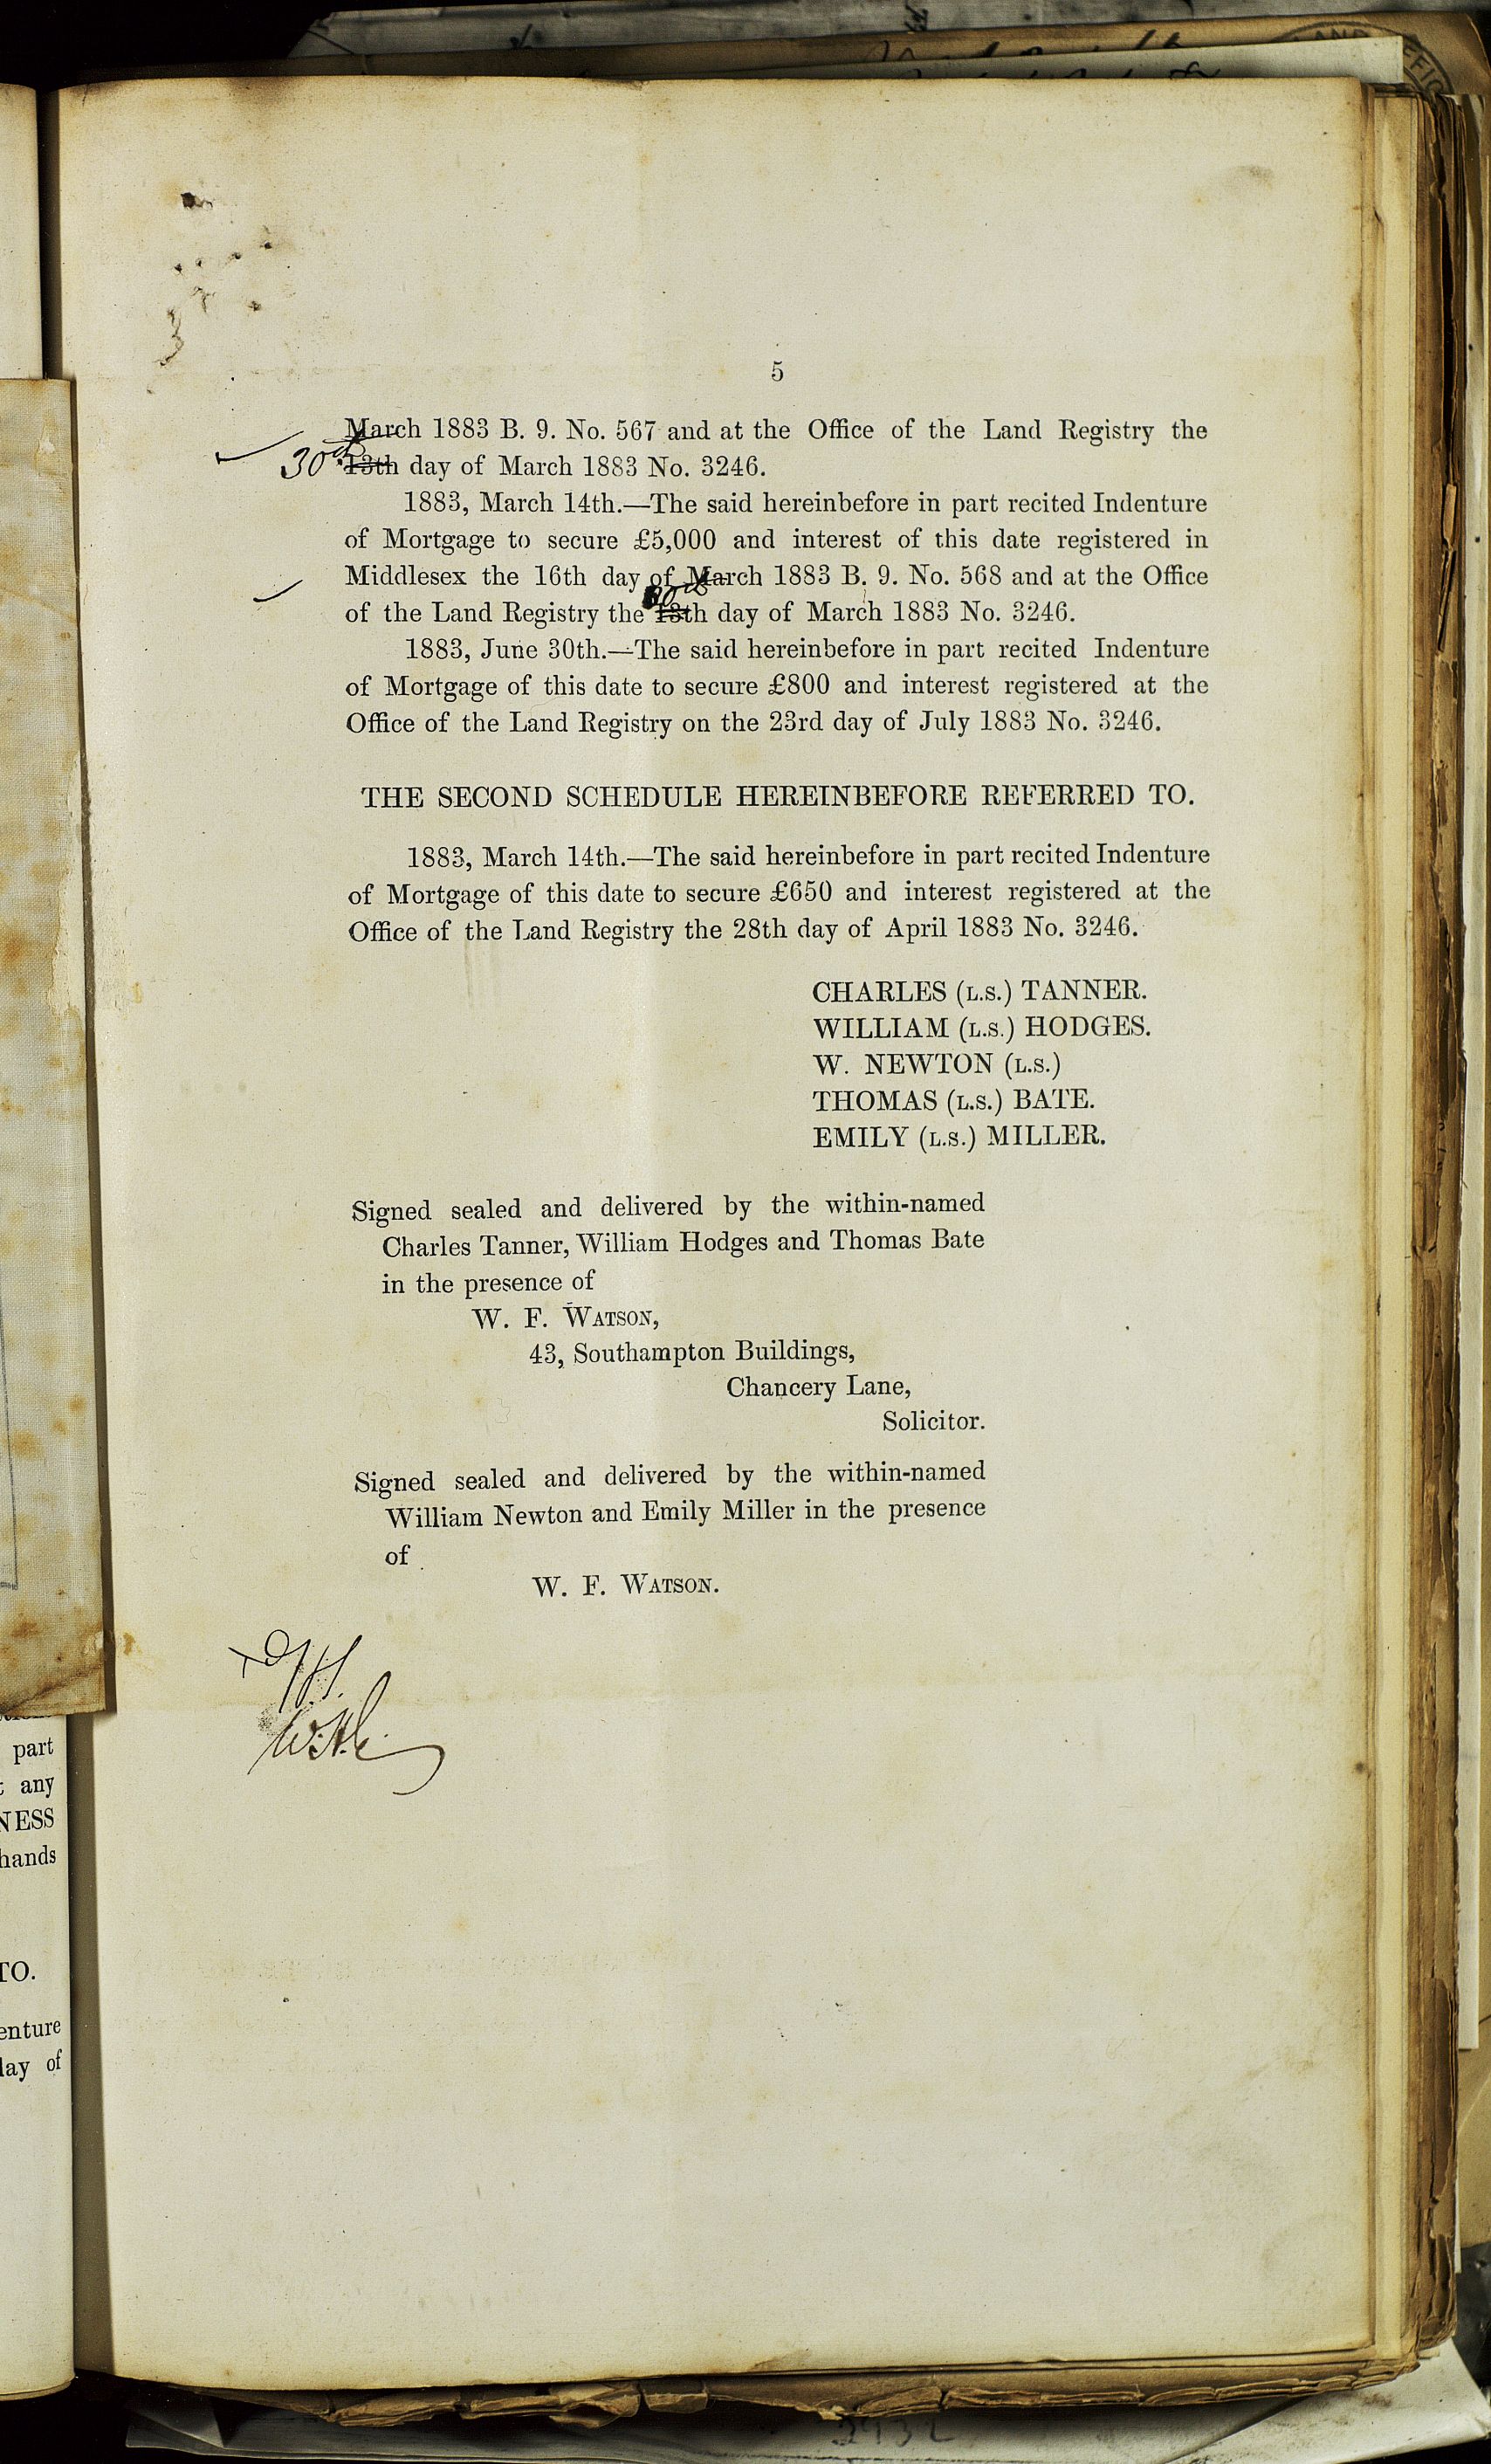 5
March 1883 B. 9. No. 567 and at the Office of the Land Registry the
30th 13th day of March 1883 No. 3246.
1883, March 14th.—The said hereinbefore in part recited Indenture
of Mortgage to secure £5,000 and interest of this date registered in
Middlesex the 16th day of March 1883 B. 9. No. 568 and at the Office
30th
of the Land Registry the 13th day of March 1883 No. 3246.
1883, June 30th.—The said hereinbefore in part recited Indenture
of Mortgage of this date to secure £800 and interest registered at the
Office of the Land Registry on the 23rd day of July 1883 No. 3246.
THE SECOND SCHEDULE HEREINBEFORE REFERRED TO.
1883, March 14th.—The said hereinbefore in part recited Indenture
of Mortgage of this date to secure £650 and interest registered at the
Office of the Land Registry the 28th day of April 1883 No. 3246.
CHARLES (L.S.) TANNER.
WILLIAM (L.S.) HODGES.
W. NEWTON (L.S.)
THOMAS (L.S.) BATE.
EMILY (L.S.) MILLER.
Signed sealed and delivered by the within-named
Charles Tanner, William Hodges and Thomas Bate
in the presence of
W. F. WATSON,
43, Southampton Buildings,
Chancery Lane,
Solicitor.
Signed sealed and delivered by the within-named
William Newton and Emily Miller in the presence
of
W. F. WATSON.
part
any
NESS
hands
TO.
enture
day of